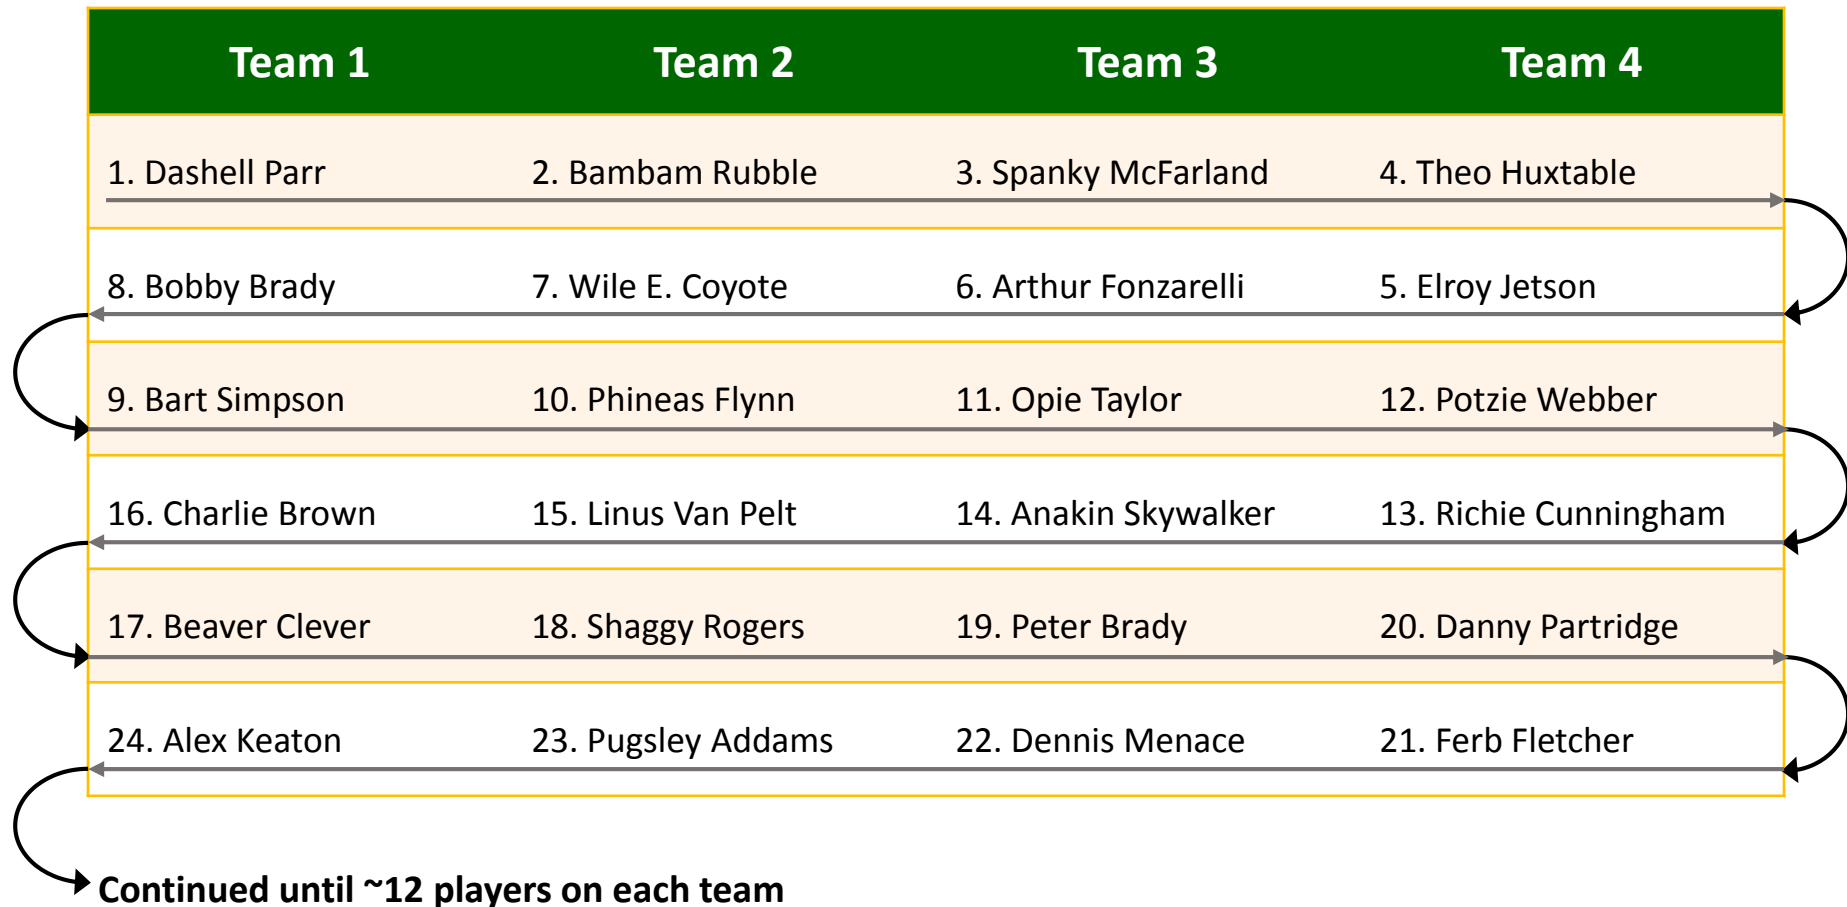 Team 1 Team 2 Team 3 Team 4
1. Dashell Parr 2. Bambam Rubble 3. Spanky McFarland 4. Theo Huxtable
8. Bobby Brady 7. Wile E. Coyote 6. Arthur Fonzarelli 5. Elroy Jetson
9. Bart Simpson 10. Phineas Flynn 11. Opie Taylor 12. Potzie Webber
16. Charlie Brown 15. Linus Van Pelt 14. Anakin Skywalker 13. Richie Cunningham
17. Beaver Clever 18. Shaggy Rogers 19. Peter Brady 20. Danny Partridge
24. Alex Keaton 23. Pugsley Addams 22. Dennis Menace 21. Ferb Fletcher
Continued until ~12 players on each team